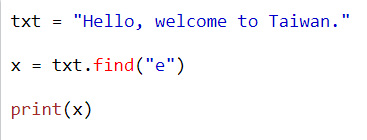 txt = "Hello, welcome to Taiwan."
x = txt.find("e")
print(x)